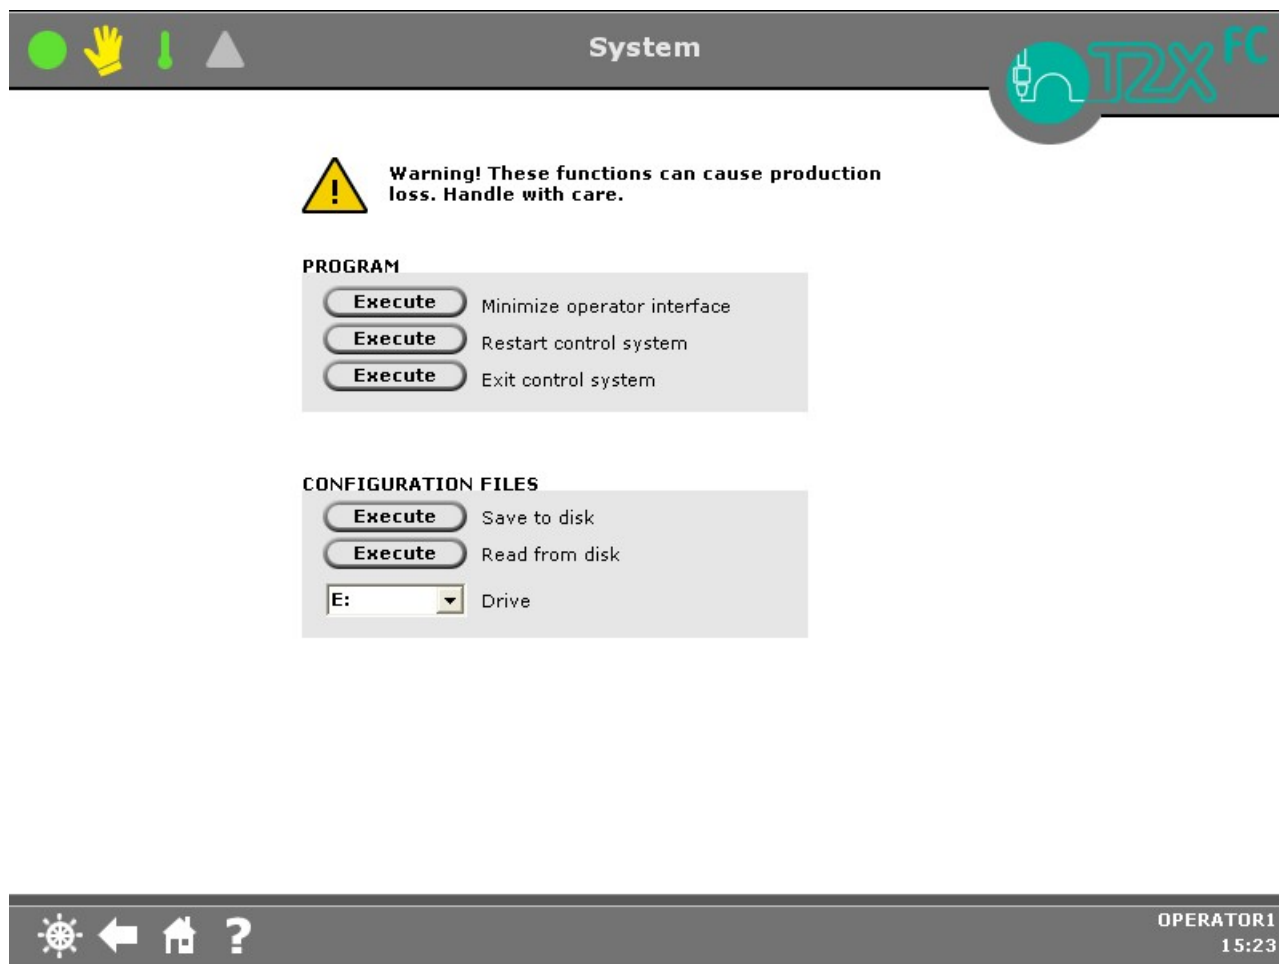 System
T2X FC
Warning! These functions can cause production
loss. Handle with care.
PROGRAM
Execute Minimize operator interface
Execute Restart control system
Execute Exit control system
CONFIGURATION FILES
Execute Save to disk
Execute Read from disk
E: Drive
?
OPERATOR1
15:23